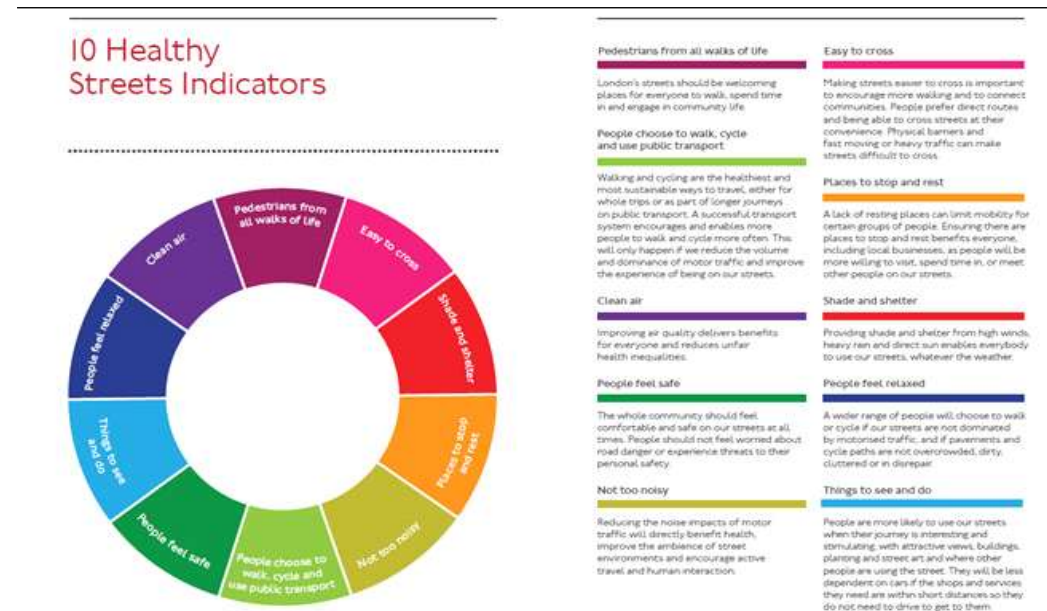 10 Healthy
Streets Indicators
Pedestrians from
all walks of life
Easy to cross
Shade and shelter
Places to stop
and rest
Not too noisy
People choose to
walk, cycle and
use public transport
People feel safe
Things to see
and do
People feel relaxed
Clean air
Pedestrians from all walks of life
London's streets should be welcoming
places for everyone to walk, spend time
in and engage in community life.
People choose to walk, cycle
and use public transport
Walking and cycling are the healthiest and
most sustainable ways to travel, either for
whole trips or as part of longer journeys
on public transport. A successful transport
system encourages and enables more
people to walk and cycle more often. This
will only happen if we reduce the volume
and dominance of motor traffic and improve
the experience of being on our streets.
Clean air
Improving air quality delivers benefits
for everyone and reduces unfair
health inequalities.
People feel safe
The whole community should feel
comfortable and safe on our streets at all
times. People should not feel worried about
road danger or experience threats to their
personal safety.
Not too noisy
Reducing the noise impacts of motor
traffic will directly benefit health,
improve the ambience of street
environments and encourage active
travel and human interaction.
Easy to cross
Making streets easier to cross is important
to encourage more walking and to connect
communities. People prefer direct routes
and being able to cross streets at their
convenience. Physical barriers and
fast moving or heavy traffic can make
streets difficult to cross.
Places to stop and rest
A lack of resting places can limit mobility for
certain groups of people. Ensuring there are
places to stop and rest benefits everyone,
including local businesses, as people will be
more willing to visit, spend time in, or meet
other people on our streets.
Shade and shelter
Providing shade and shelter from high winds,
heavy rain and direct sun enables everybody
to use our streets, whatever the weather.
People feel relaxed
A wider range of people will choose to walk
or cycle if our streets are not dominated
by motorised traffic, and if pavements and
cycle paths are not overcrowded, dirty,
cluttered or in disrepair.
Things to see and do
People are more likely to use our streets
when their journey is interesting and
stimulating, with attractive views, buildings,
planting and street art and where other
people are using the street. They will be less
dependent on cars if the shops and services
they need are within short distances so they
do not need to drive to get to them.